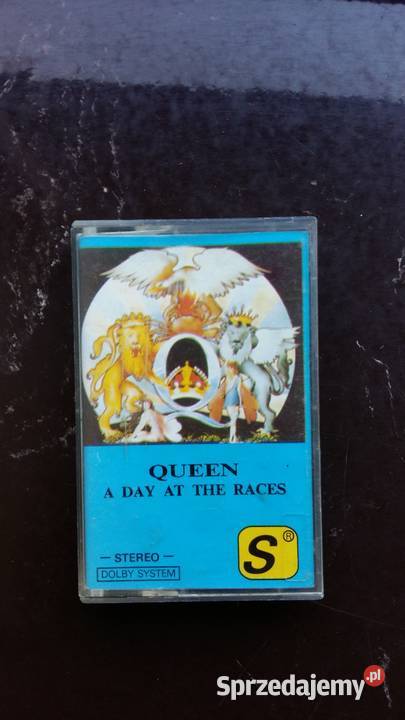 QUEEN
A DAY AT THE RACES
— STEREO —
DOLBY SYSTEM
S®
Sprzedajemy.pl